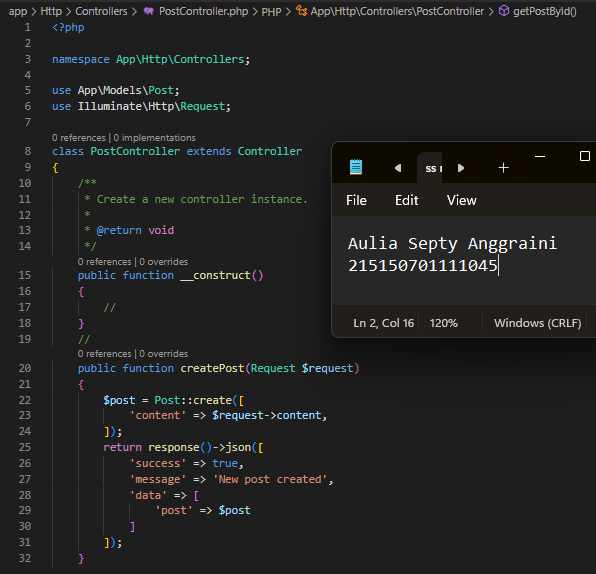 app > Http > Controllers > PostController.php > PHP > App\Http\Controllers\PostController > getPostById()
1 <?php
2
3 namespace App\Http\Controllers;
4
5 use App\Models\Post;
6 use Illuminate\Http\Request;
7
0 references | 0 implementations
8 class PostController extends Controller
9 {
10 /**
11 * Create a new controller instance.
12 *
13 * @return void
14 */
0 references | 0 overrides
15 public function __construct()
16 {
17 //
18 }
19 //
0 references | 0 overrides
20 public function createPost(Request $request)
21 {
22 $post = Post::create([
23 'content' => $request->content,
24 ]);
25 return response()->json([
26 'success' => true,
27 'message' => 'New post created',
28 'data' => [
29 'post' => $post
30 ]
31 ]);
32 }
File Edit View
Aulia Septy Anggraini
215150701111045
Ln 2, Col 16 120% Windows (CRLF)